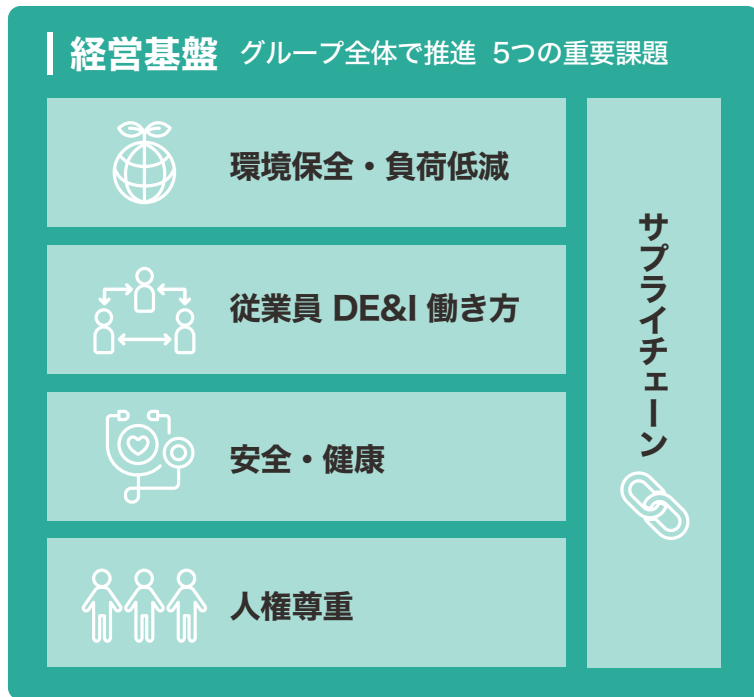 経営基盤 グループ全体で推進 5つの重要課題
環境保全・負荷低減
従業員 DE&I 働き方
安全・健康
人権尊重
サプライチェーン